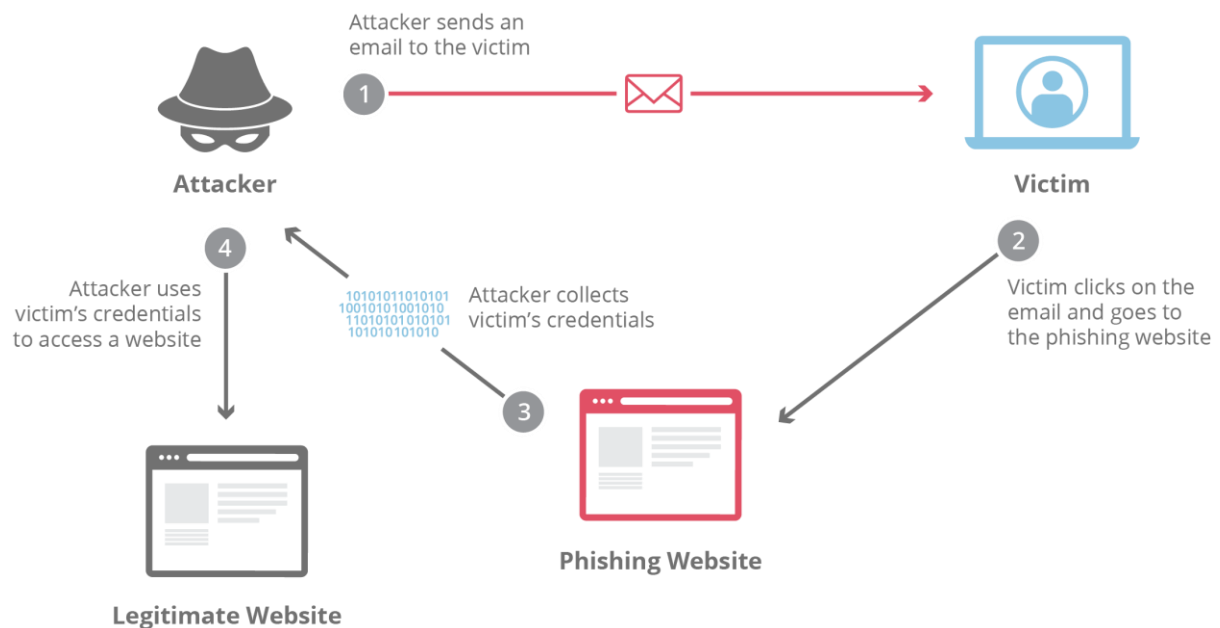 Attacker sends an
email to the victim
1
Attacker
Victim
4
2
Attacker uses
victim's credentials
to access a website
10101011010101
10010101001010
11010101010101
101010101010
Attacker collects
victim's credentials
Victim clicks on the
email and goes to
the phishing website
3
Phishing Website
Legitimate Website